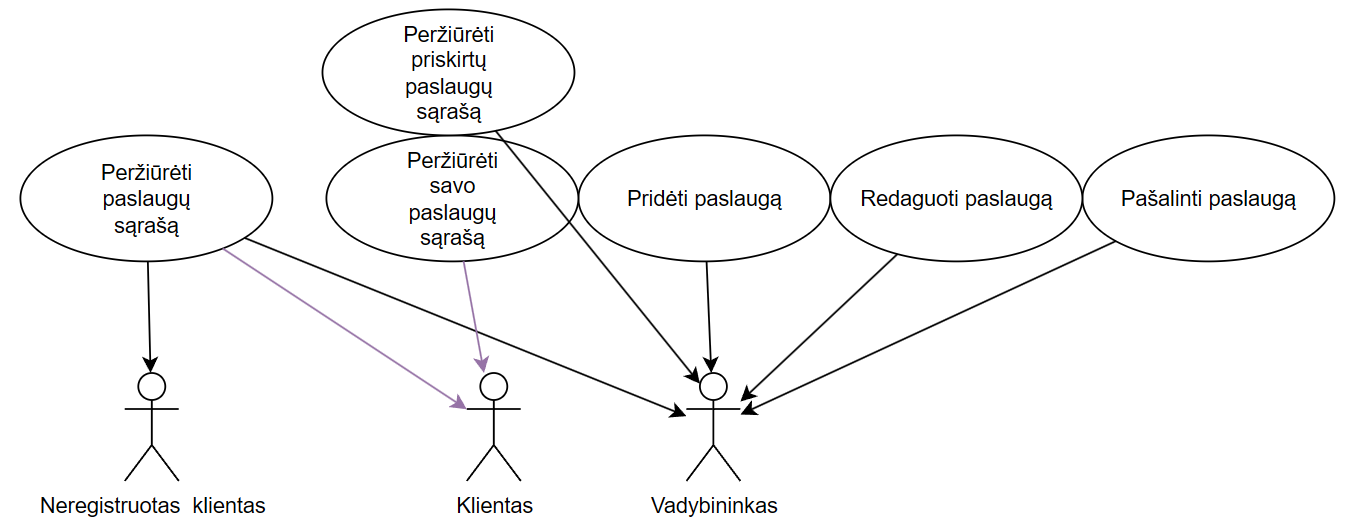 Peržiūrėti
priskirtų
paslaugų
sąrašą
Peržiūrėti
paslaugų
sąrašą
Peržiūrėti
savo
paslaugų
sąrašą
Pridėti paslaugą
Redaguoti paslaugą
Pašalinti paslaugą
Neregistruotas klientas
Klientas
Vadybininkas